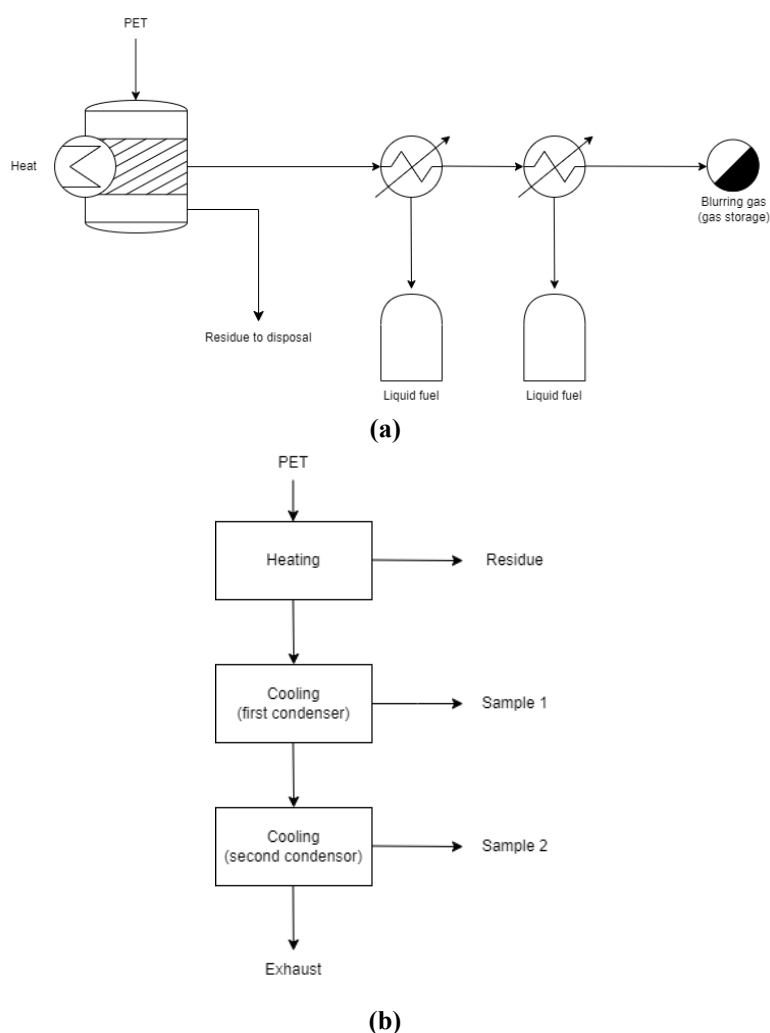 PET
Heat
Blurring gas
(gas storage)
Residue to disposal
Liquid fuel
Liquid fuel
(a)
PET
Heating
Residue
Cooling
(first condenser)
Sample 1
Cooling
(second condensor)
Sample 2
Exhaust
(b)